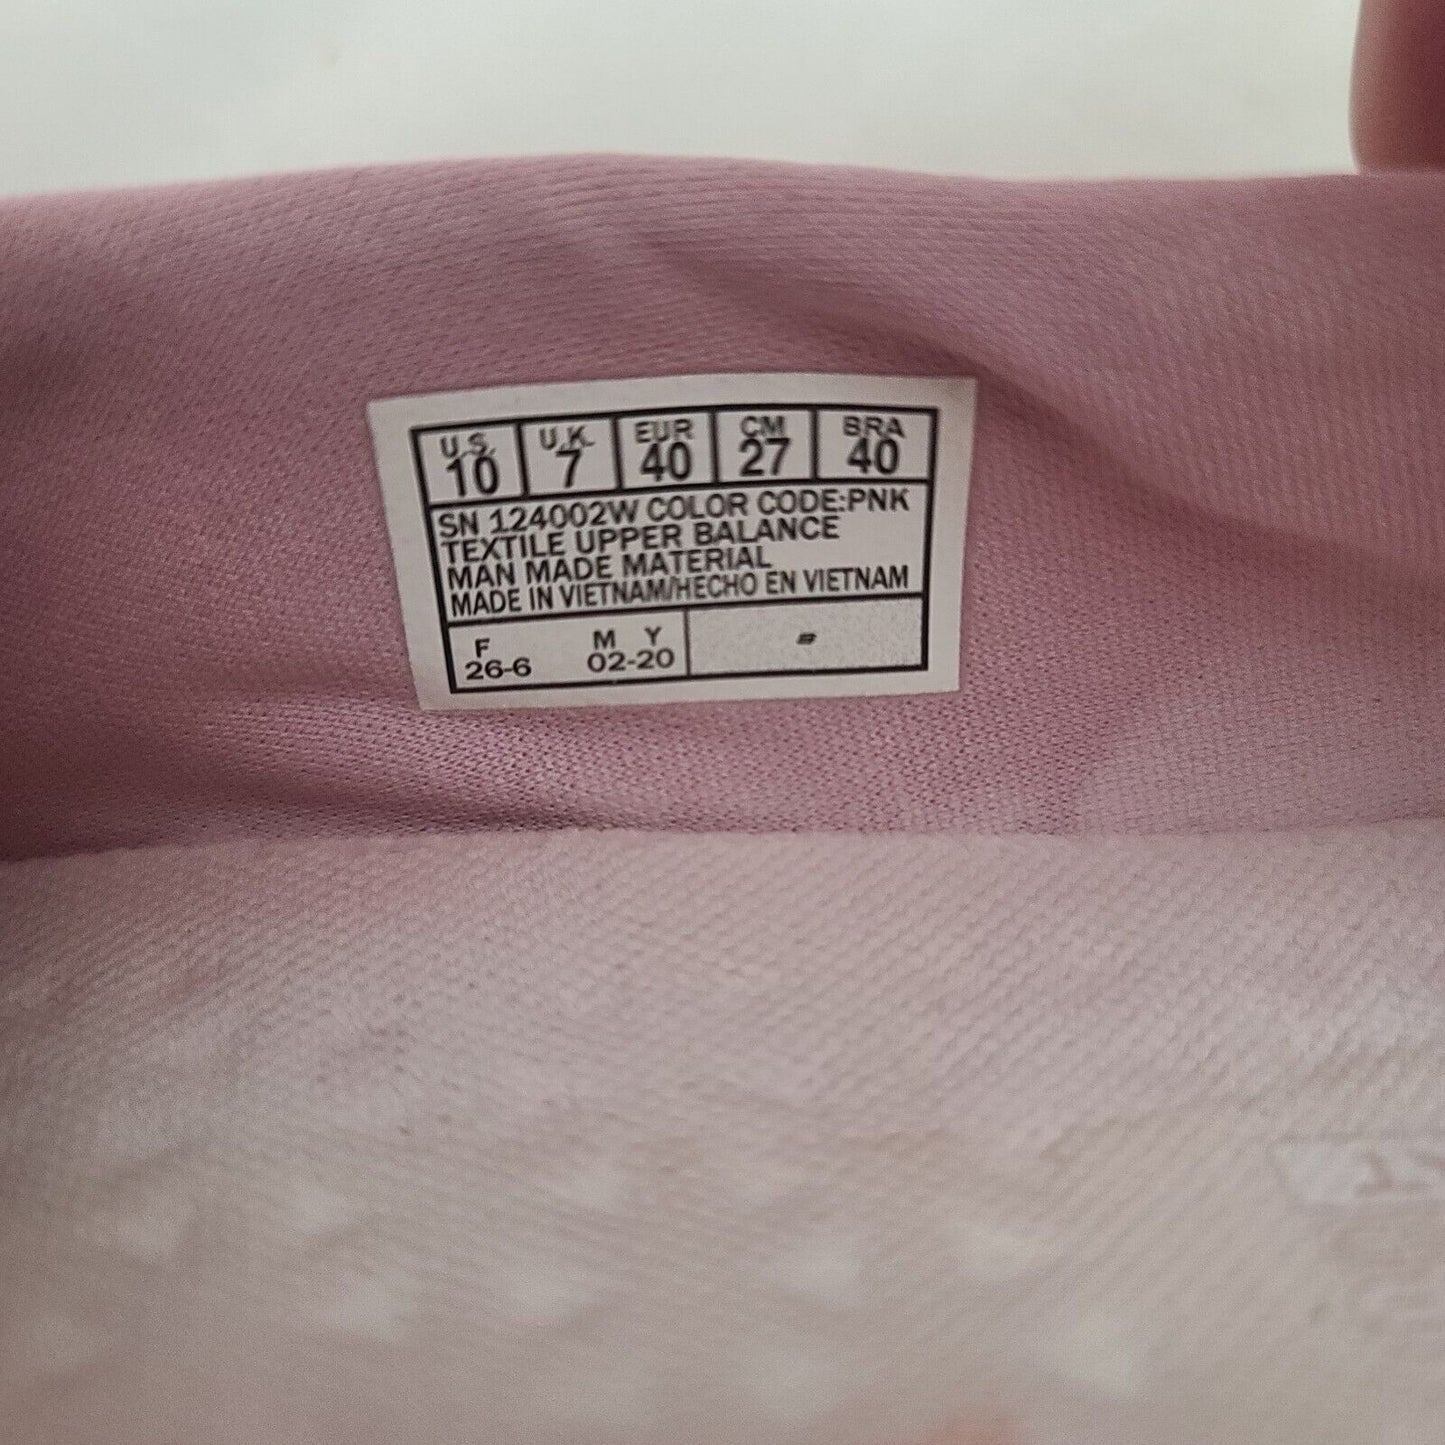 U.S. U.K. EUR CM BRA
10 7 40 27 40
SN 124002W COLOR CODE:PNK
TEXTILE UPPER BALANCE
MAN MADE MATERIAL
MADE IN VIETNAM/HECHO EN VIETNAM
F M Y
26-6 02-20